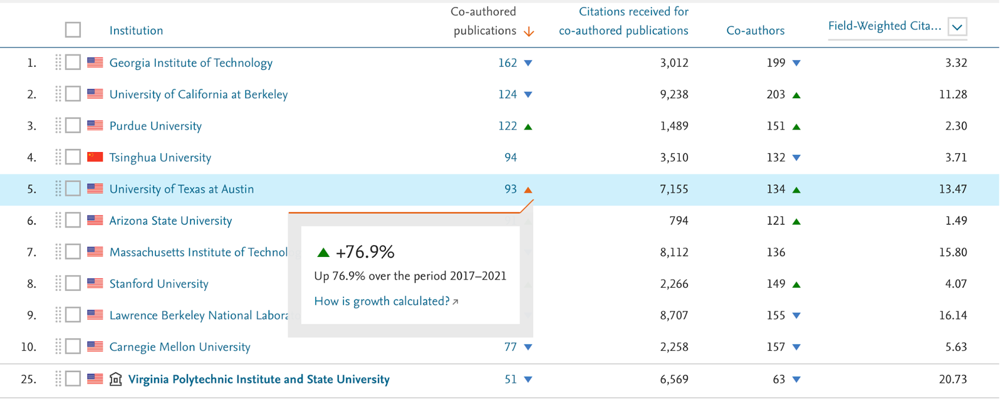 Institution Co-authored publications Citations received for co-authored publications Co-authors Field-Weighted Cita...
1. Georgia Institute of Technology 162 3,012 199 3.32
2. University of California at Berkeley 124 9,238 203 11.28
3. Purdue University 122 1,489 151 2.30
4. Tsinghua University 94 3,510 132 3.71
5. University of Texas at Austin 93 7,155 134 13.47
6. Arizona State University 794 121 1.49
7. Massachusetts Institute of 8,112 136 15.80
8. Stanford University 2,266 149 4.07
9. Lawrence Berkeley National 8,707 155 16.14
+76.9%
Up 76.9% over the period 2017–2021
How is growth calculated?
10. Carnegie Mellon University 77 2,258 157 5.63
25. Virginia Polytechnic Institute and State University 51 6,569 63 20.73